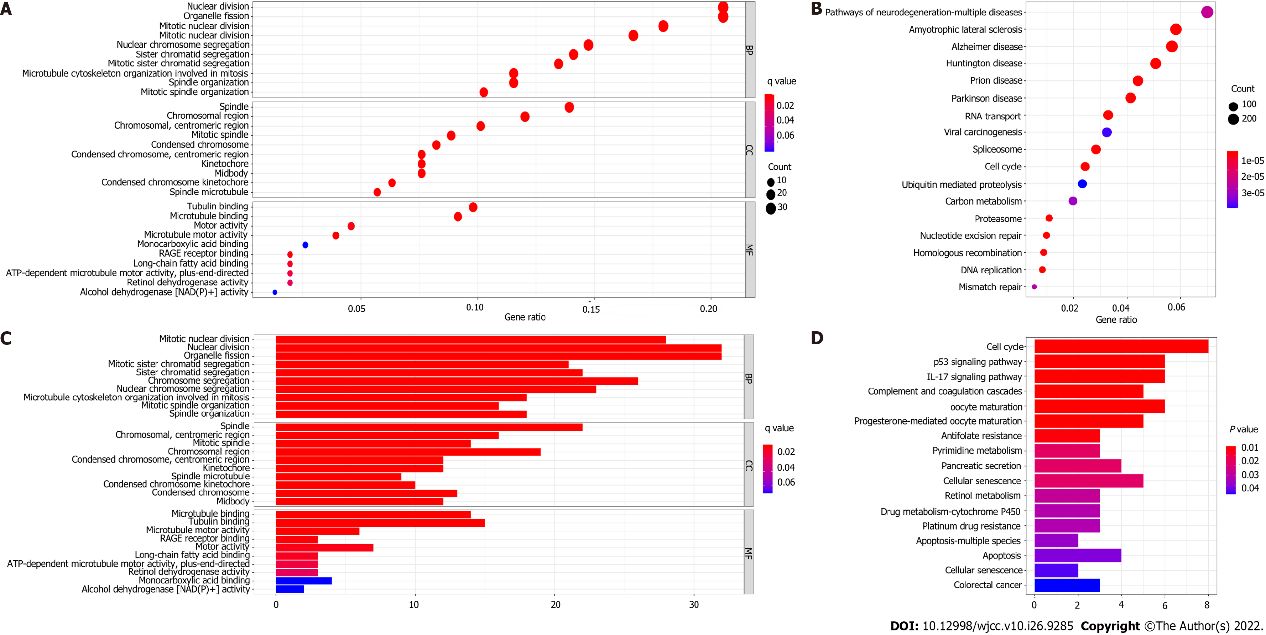 A
Nuclear division
Organelle fission
Mitotic nuclear division
Mitotic nuclear division
Nuclear chromosome segregation
Sister chromatid segregation
Mitotic sister chromatid segregation
Microtubule cytoskeleton organization involved in mitosis
Spindle organization
Mitotic spindle organization
BP
Spindle
Chromosomal region
Chromosomal, centromeric region
Mitotic spindle
Condensed chromosome
Condensed chromosome, centromeric region
Kinetochore
Midbody
Condensed chromosome kinetochore
Spindle microtubule
CC
Tubulin binding
Microtubule binding
Motor activity
Microtubule motor activity
Monocarboxylic acid binding
RAGE receptor binding
Long-chain fatty acid binding
ATP-dependent microtubule motor activity, plus-end-directed
Retinol dehydrogenase activity
Alcohol dehydrogenase [NAD(P)+] activity
MF
0.05 0.10 0.15 0.20
Gene ratio
q value
0.02
0.04
0.06
Count
10
20
30
B
Pathways of neurodegeneration-multiple diseases
Amyotrophic lateral sclerosis
Alzheimer disease
Huntington disease
Prion disease
Parkinson disease
RNA transport
Viral carcinogenesis
Spliceosome
Cell cycle
Ubiquitin mediated proteolysis
Carbon metabolism
Proteasome
Nucleotide excision repair
Homologous recombination
DNA replication
Mismatch repair
0.02 0.04 0.06
Gene ratio
Count
100
200
1e-05
2e-05
3e-05
C
Mitotic nuclear division
Nuclear division
Organelle fission
Mitotic sister chromatid segregation
Sister chromatid segregation
Chromosome segregation
Nuclear chromosome segregation
Microtubule cytoskeleton organization involved in mitosis
Mitotic spindle organization
Spindle organization
BP
Spindle
Chromosomal, centromeric region
Mitotic spindle
Chromosomal region
Condensed chromosome, centromeric region
Kinetochore
Spindle microtubule
Condensed chromosome kinetochore
Condensed chromosome
Midbody
CC
Microtubule binding
Tubulin binding
Microtubule motor activity
RAGE receptor binding
Motor activity
Long-chain fatty acid binding
ATP-dependent microtubule motor activity, plus-end-directed
Retinol dehydrogenase activity
Monocarboxylic acid binding
Alcohol dehydrogenase [NAD(P)+] activity
MF
0 10 20 30
q value
0.02
0.04
0.06
D
Cell cycle
p53 signaling pathway
IL-17 signaling pathway
Complement and coagulation cascades
oocyte maturation
Progesterone-mediated oocyte maturation
Antifolate resistance
Pyrimidine metabolism
Pancreatic secretion
Cellular senescence
Retinol metabolism
Drug metabolism-cytochrome P450
Platinum drug resistance
Apoptosis-multiple species
Apoptosis
Cellular senescence
Colorectal cancer
0 2 4 6 8
P value
0.01
0.02
0.03
0.04
DOI: 10.12998/wjcc.v10.i26.9285 Copyright ©The Author(s) 2022.